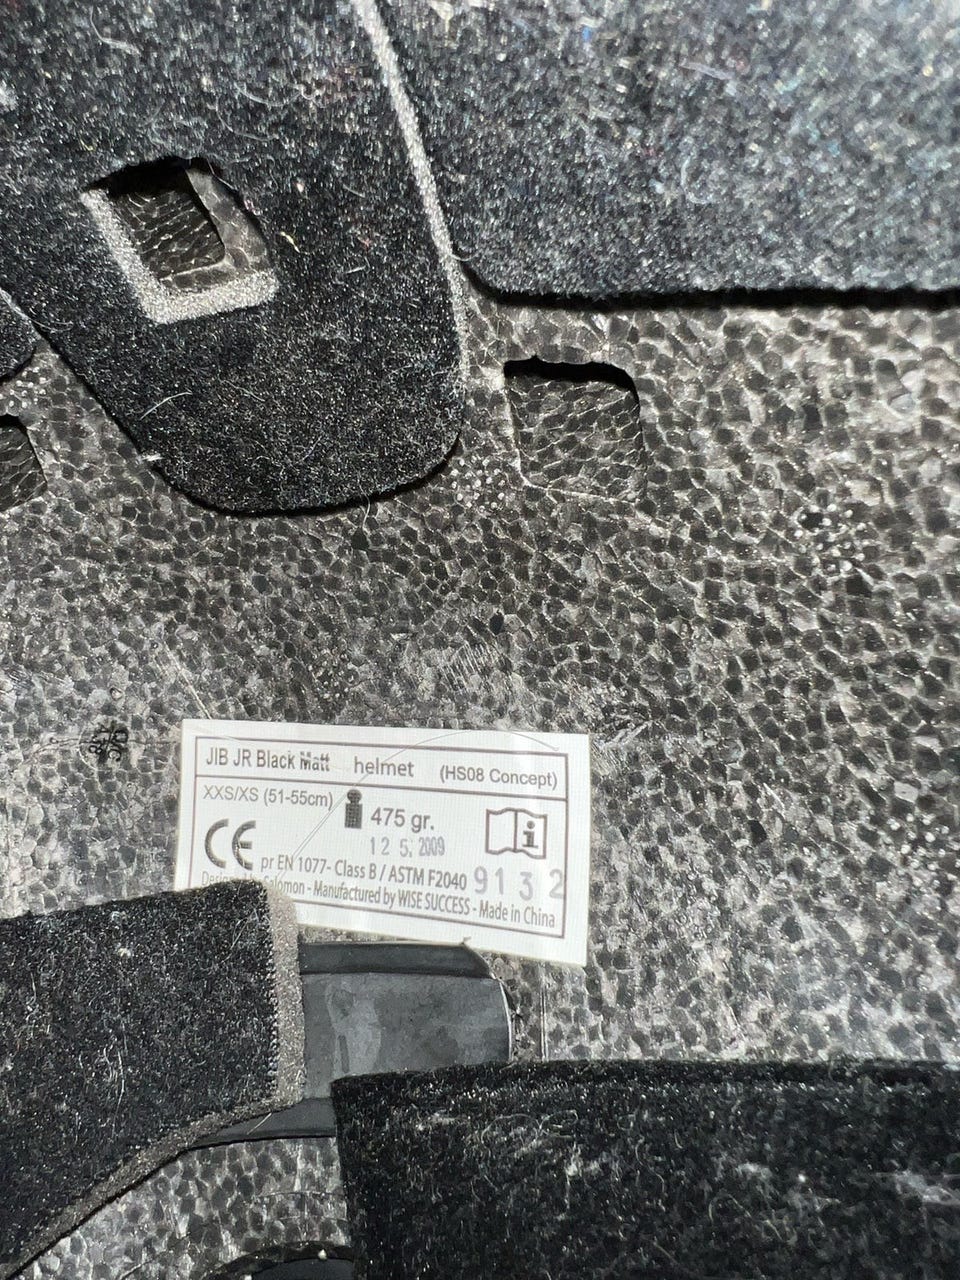 JIB JR Black Matt helmet (HS08 Concept)
XXS/XS (51-55cm) 475 gr.
12 5. 2009
CE pr EN 1077- Class B / ASTM F2040 9132
Salomon - Manufactured by WISE SUCCESS - Made in China